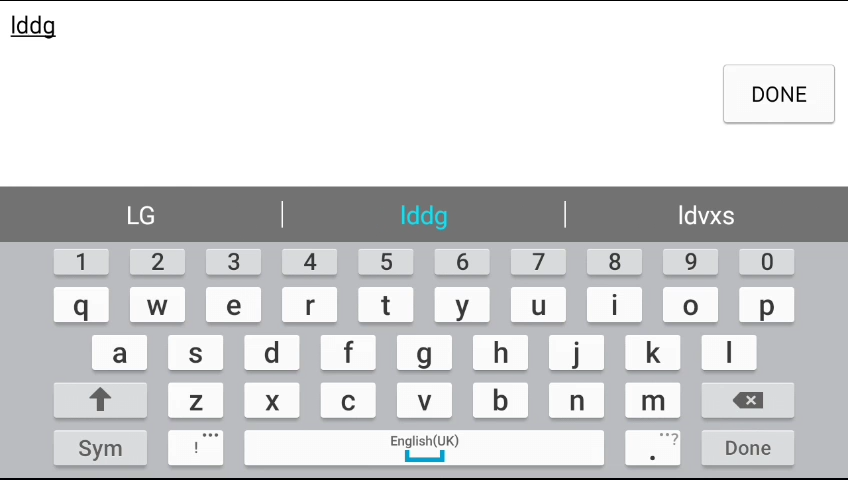 lddg
DONE
LG lddg ldvxs
1 2 3 4 5 6 7 8 9 0
q w e r t y u i o p
a s d f g h j k l
z x c v b n m
Sym ! ... English(UK) . ..? Done